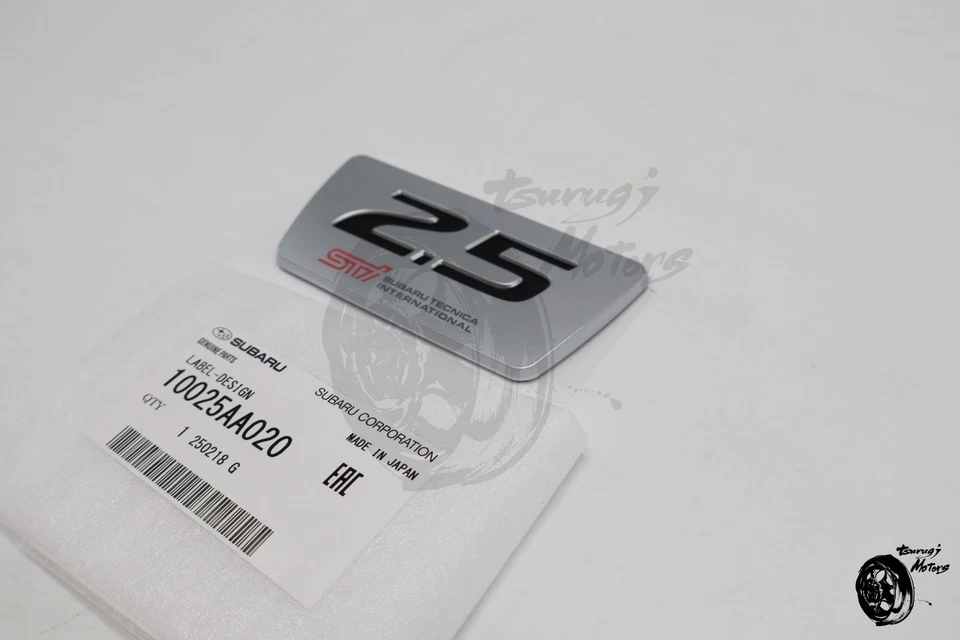 2.5
STI
SUBARU TECNICA
INTERNATIONAL
SUBARU
GENUINE PARTS
LABEL-DESIGN
10025AA020
QTY
1 250218 G
SUBARU CORPORATION
MADE IN JAPAN
EAC
tsurugi
Motors
tsurugi
Motors